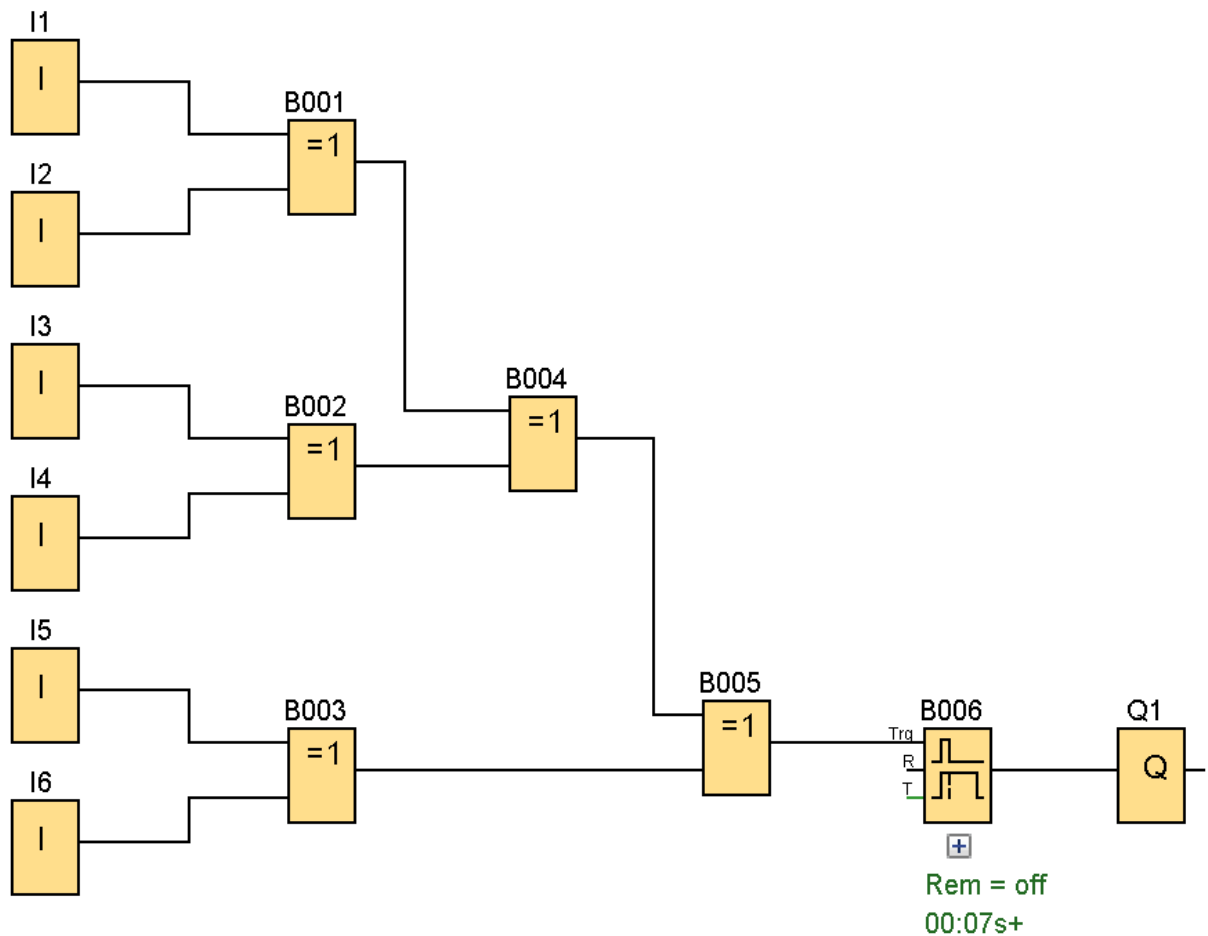 I1
I
B001
=1
I2
I
I3
I
B002
=1
B004
=1
I4
I
I5
I
B003
=1
B005
=1
Trg
R
T
B006
Q1
Q
I6
I
Rem = off
00:07s+